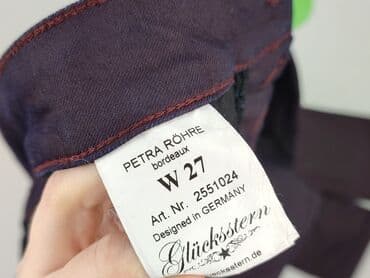 PETRA RÖHRE
bordeaux
W 27
Art. Nr. 2551024
Designed in GERMANY
Glücksstern